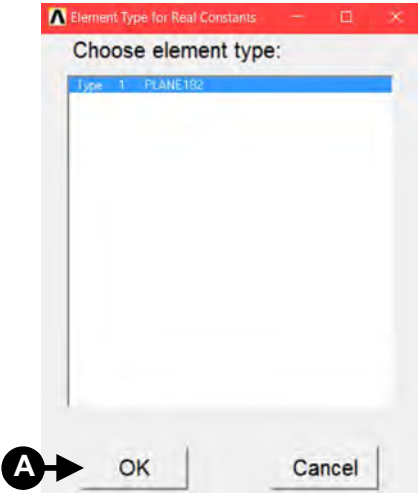 Element Type for Real Constants
Choose element type:
Type 1 PLANE182
A
OK
Cancel